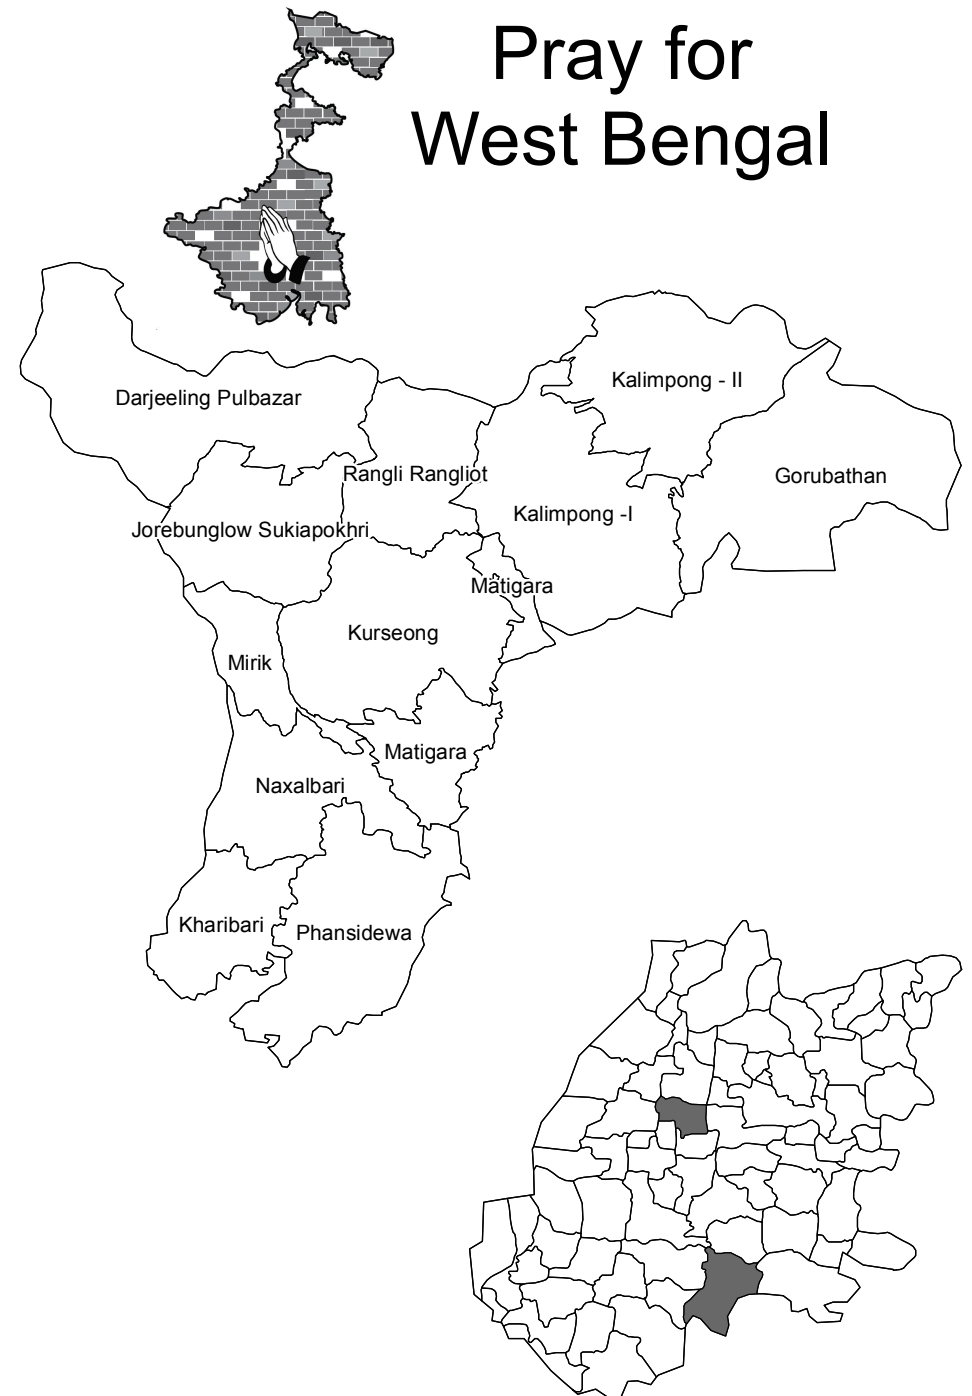 Pray for
West Bengal
Darjeeling Pulbazar
Kalimpong - II
Rangli Rangliot
Gorubathan
Kalimpong -I
Jorebunglow Sukiapokhri
Matigara
Kurseong
Mirik
Matigara
Naxalbari
Kharibari
Phansidewa